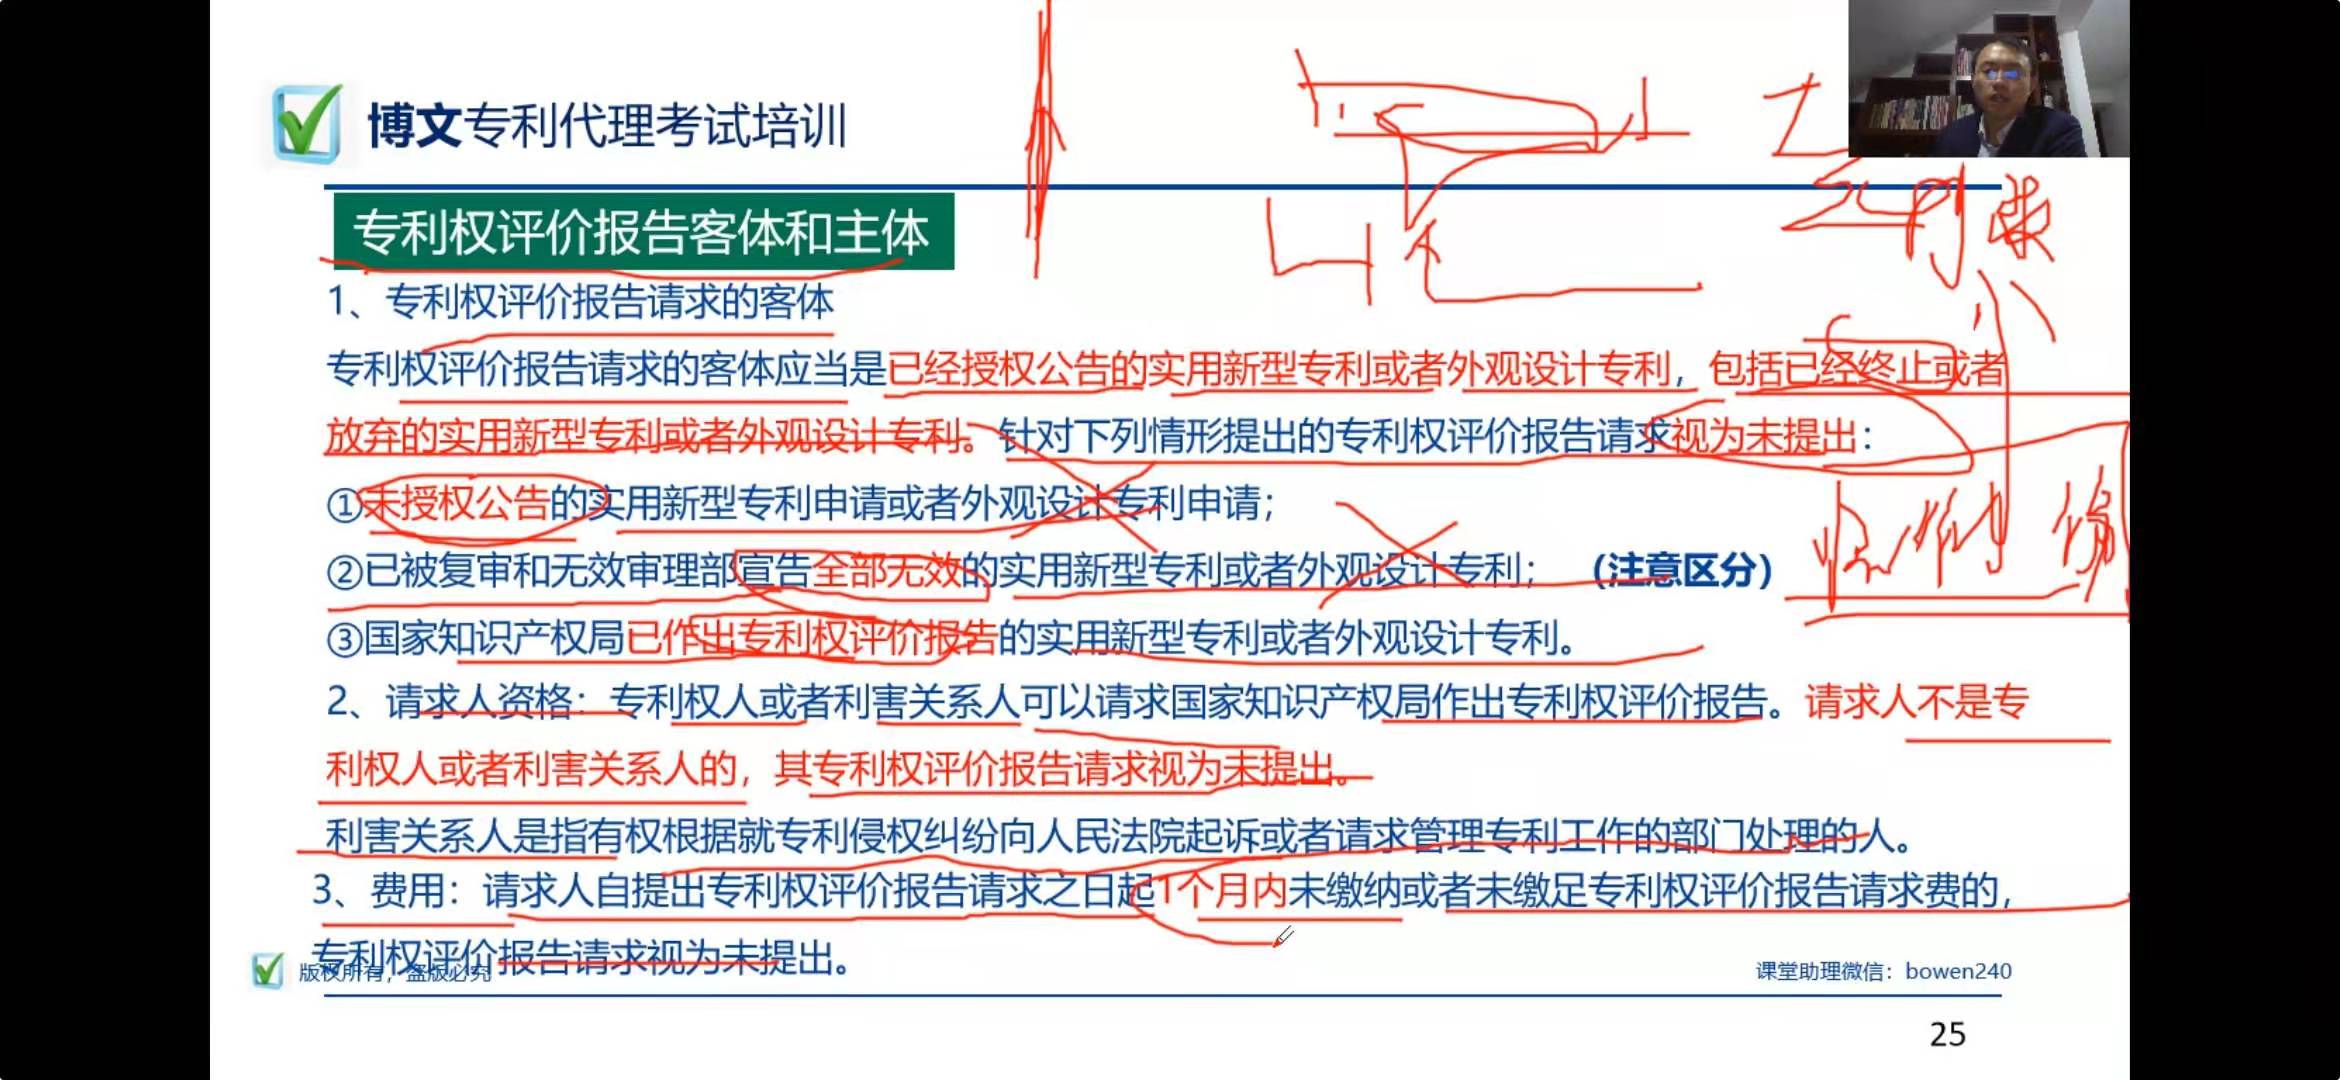 博文专利代理考试培训
专利权评价报告客体和主体
1、专利权评价报告请求的客体
专利权评价报告请求的客体应当是已经授权公告的实用新型专利或者外观设计专利，包括已经终止或者
放弃的实用新型专利或者外观设计专利。针对下列情形提出的专利权评价报告请求视为未提出：
①未授权公告的实用新型专利申请或者外观设计专利申请；
②已被复审和无效审理部宣告全部无效的实用新型专利或者外观设计专利； （注意区分）
③国家知识产权局已作出专利权评价报告的实用新型专利或者外观设计专利。
2、请求人资格：专利权人或者利害关系人可以请求国家知识产权局作出专利权评价报告。请求人不是专
利权人或者利害关系人的，其专利权评价报告请求视为未提出。
利害关系人是指有权根据就专利侵权纠纷向人民法院起诉或者请求管理专利工作的部门处理的人。
3、费用：请求人自提出专利权评价报告请求之日起1个月内未缴纳或者未缴足专利权评价报告请求费的，
专利权评价报告请求视为未提出。
版权所有，盗版必究
课堂助理微信：bowen240
25